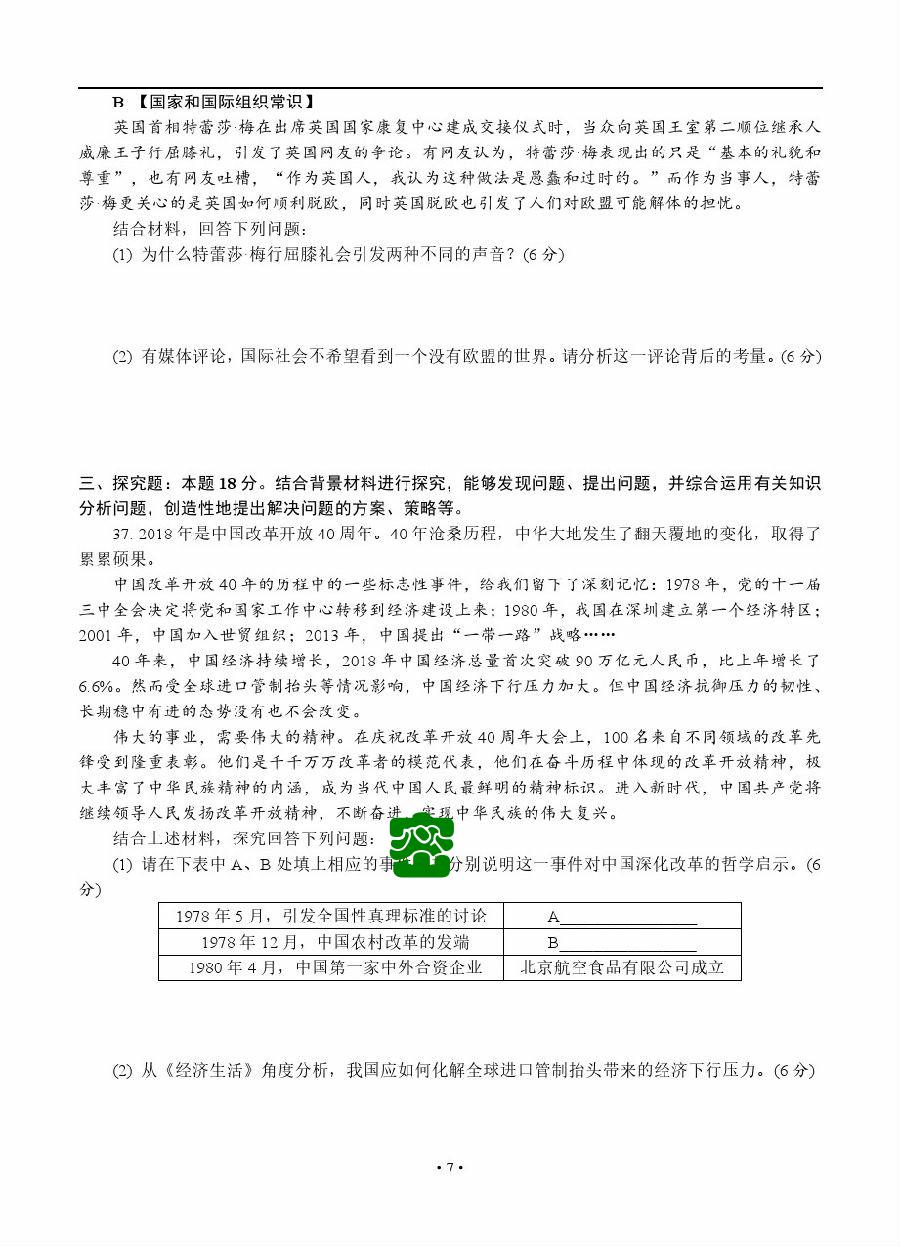 B 【国家和国际组织常识】
英国首相特蕾莎·梅在出席英国国家康复中心建成交接仪式时，当众向英国王室第二顺位继承人
威廉王子行屈膝礼，引发了英国网友的争论。有网友认为，特蕾莎·梅表现出的只是“基本的礼貌和
尊重”，也有网友吐槽，“作为英国人，我认为这种做法是愚蠢和过时的。”而作为当事人，特蕾
莎·梅更关心的是英国如何顺利脱欧，同时英国脱欧也引发了人们对欧盟可能解体的担忧。
结合材料，回答下列问题：
(1) 为什么特蕾莎·梅行屈膝礼会引发两种不同的声音？(6 分)
(2) 有媒体评论，国际社会不希望看到一个没有欧盟的世界。请分析这一评论背后的考量。(6 分)
三、探究题：本题 18 分。结合背景材料进行探究，能够发现问题、提出问题，并综合运用有关知识
分析问题，创造性地提出解决问题的方案、策略等。
37. 2018 年是中国改革开放 40 周年。40 年沧桑历程，中华大地发生了翻天覆地的变化，取得了
累累硕果。
中国改革开放 40 年的历程中的一些标志性事件，给我们留下了深刻记忆：1978 年，党的十一届
三中全会决定将党和国家工作中心转移到经济建设上来；1980 年，我国在深圳建立第一个经济特区；
2001 年，中国加入世贸组织；2013 年，中国提出“一带一路”战略……
40 年来，中国经济持续增长，2018 年中国经济总量首次突破 90 万亿元人民币，比上年增长了
6.6%。然而受全球进口管制抬头等情况影响，中国经济下行压力加大。但中国经济抗御压力的韧性、
长期稳中有进的态势没有也不会改变。
伟大的事业，需要伟大的精神。在庆祝改革开放 40 周年大会上，100 名来自不同领域的改革先
锋受到隆重表彰。他们是千千万万改革者的模范代表，他们在奋斗历程中体现的改革开放精神，极
大丰富了中华民族精神的内涵，成为当代中国人民最鲜明的精神标识。进入新时代，中国共产党将
继续领导人民发扬改革开放精神，不断奋进，实现中华民族的伟大复兴。
结合上述材料，探究回答下列问题：
(1) 请在下表中 A、B 处填上相应的事 分别说明这一事件对中国深化改革的哲学启示。(6
分)
1978 年 5 月，引发全国性真理标准的讨论 A________________
1978 年 12 月，中国农村改革的发端 B________________
1980 年 4 月，中国第一家中外合资企业 北京航空食品有限公司成立
(2) 从《经济生活》角度分析，我国应如何化解全球进口管制抬头带来的经济下行压力。(6 分)
• 7 •